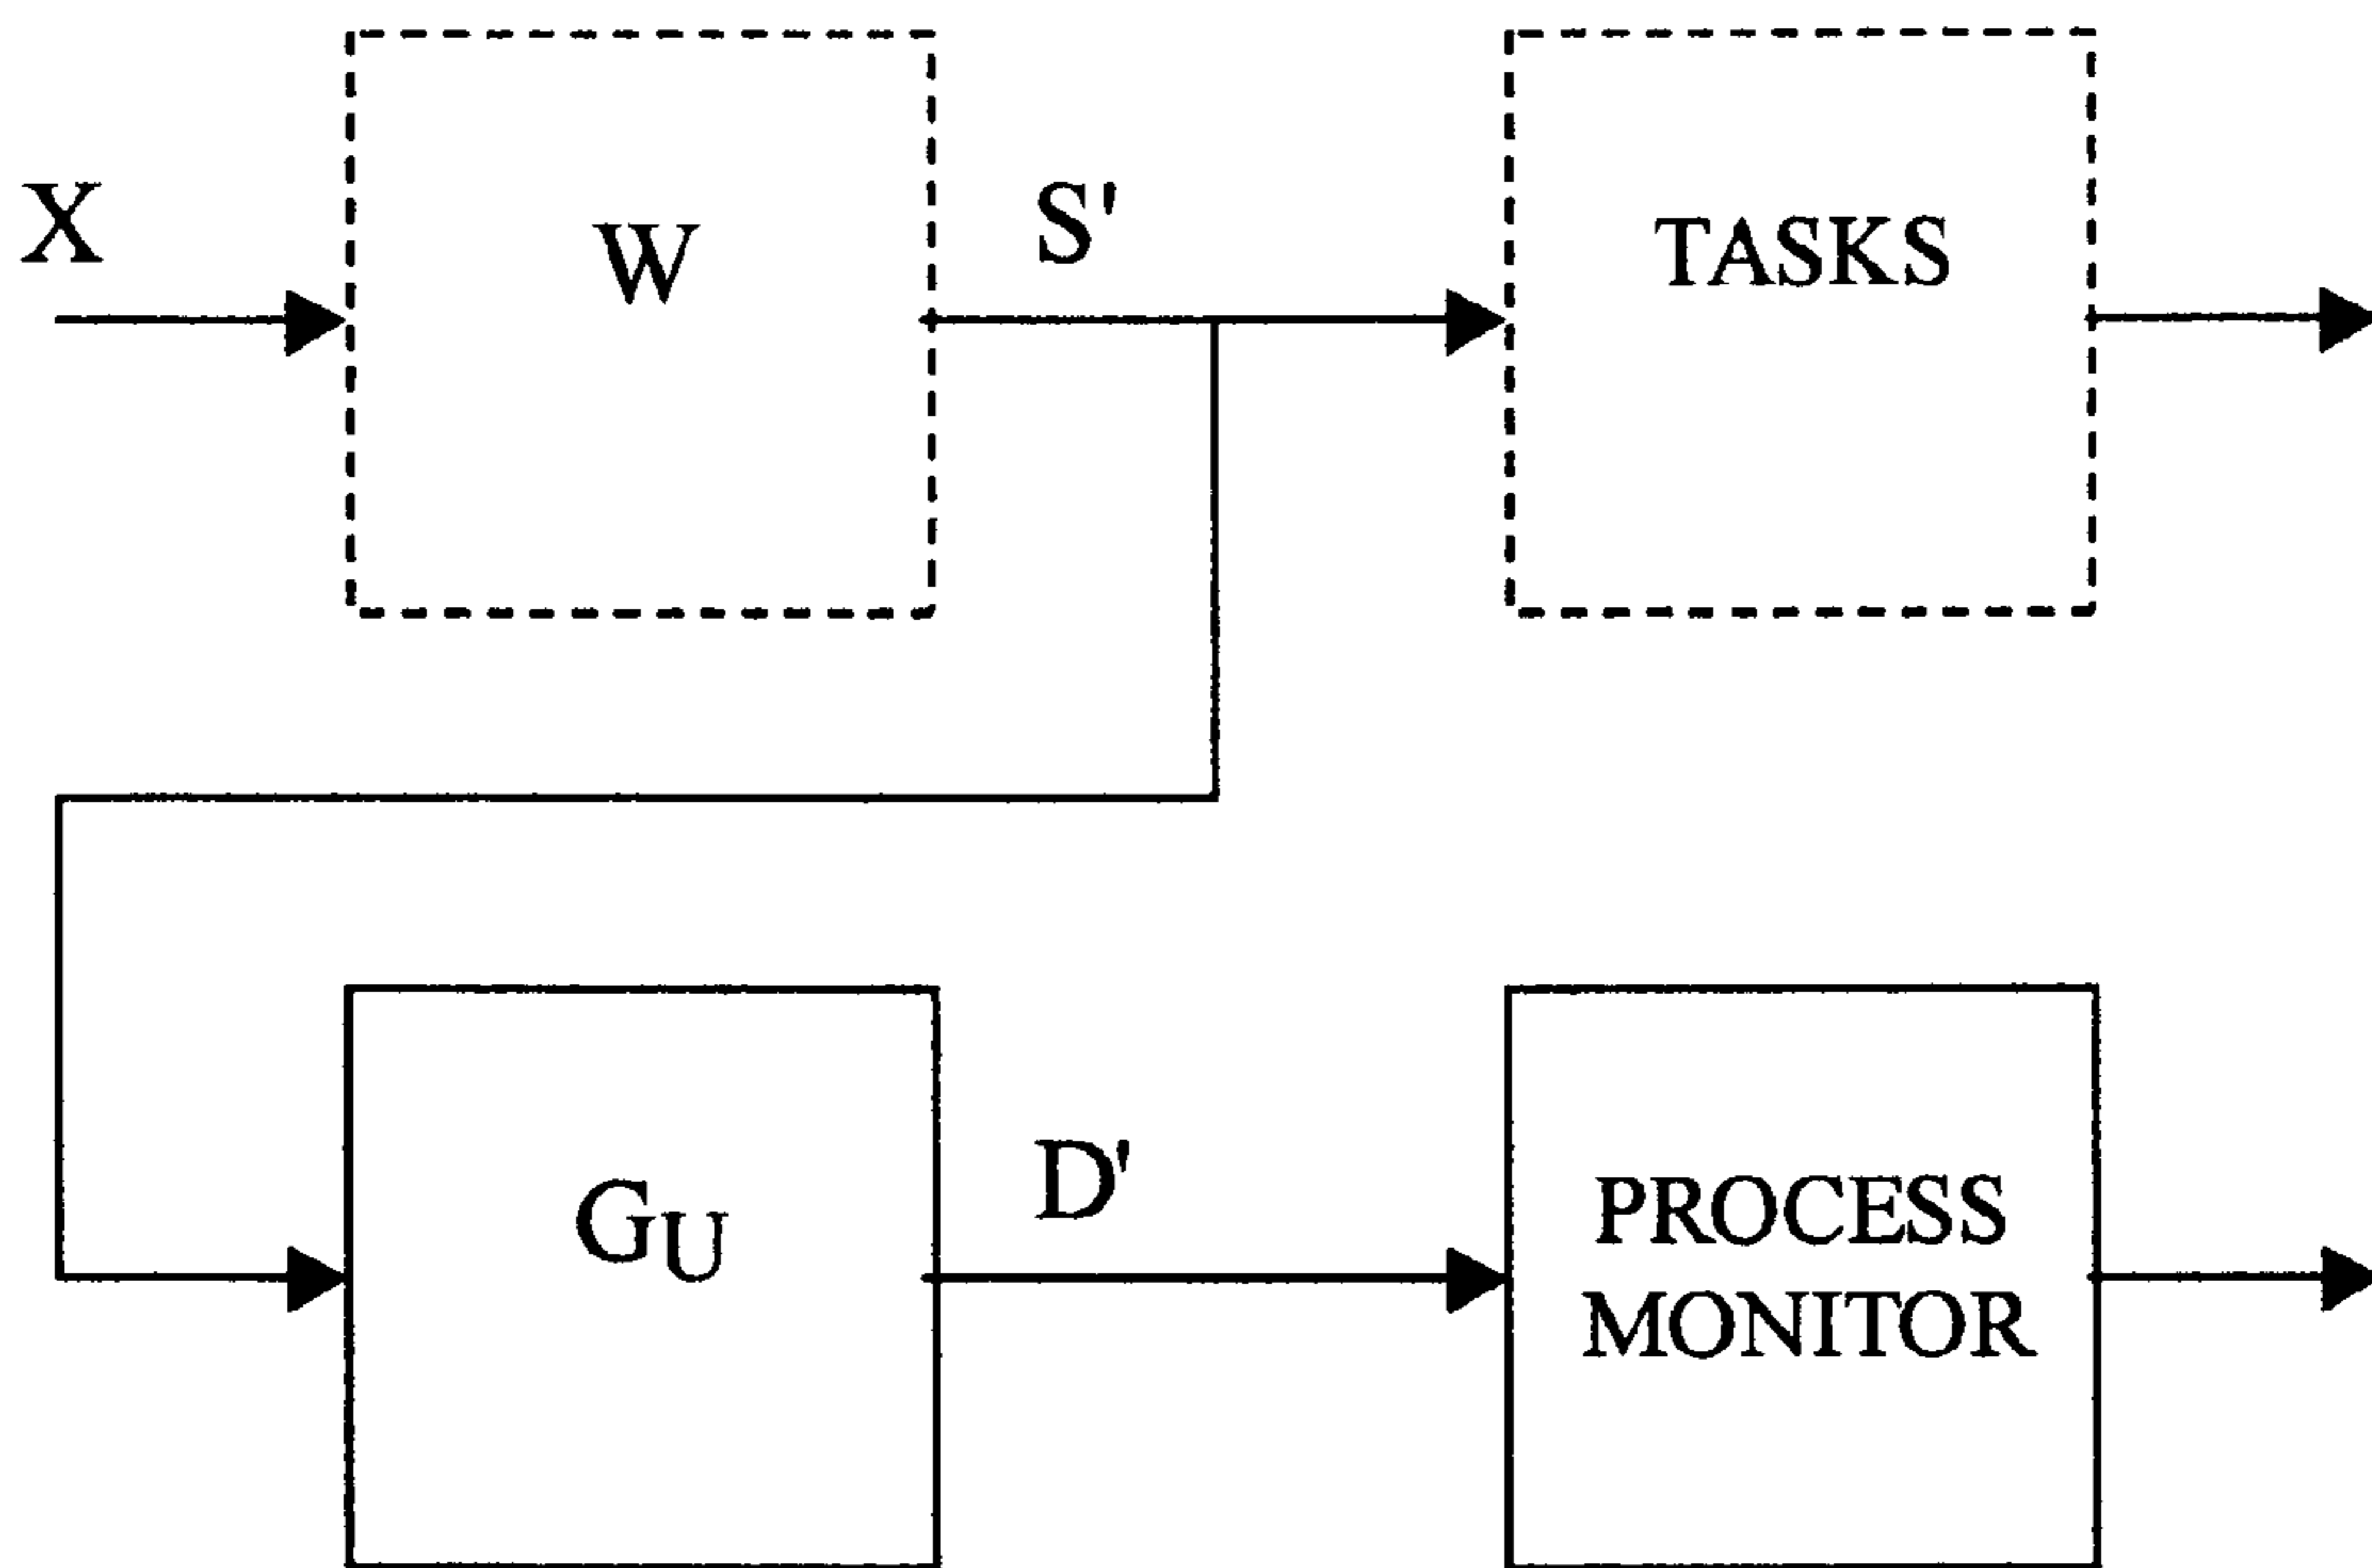 X
W
S'
TASKS
GU
D'
PROCESS
MONITOR